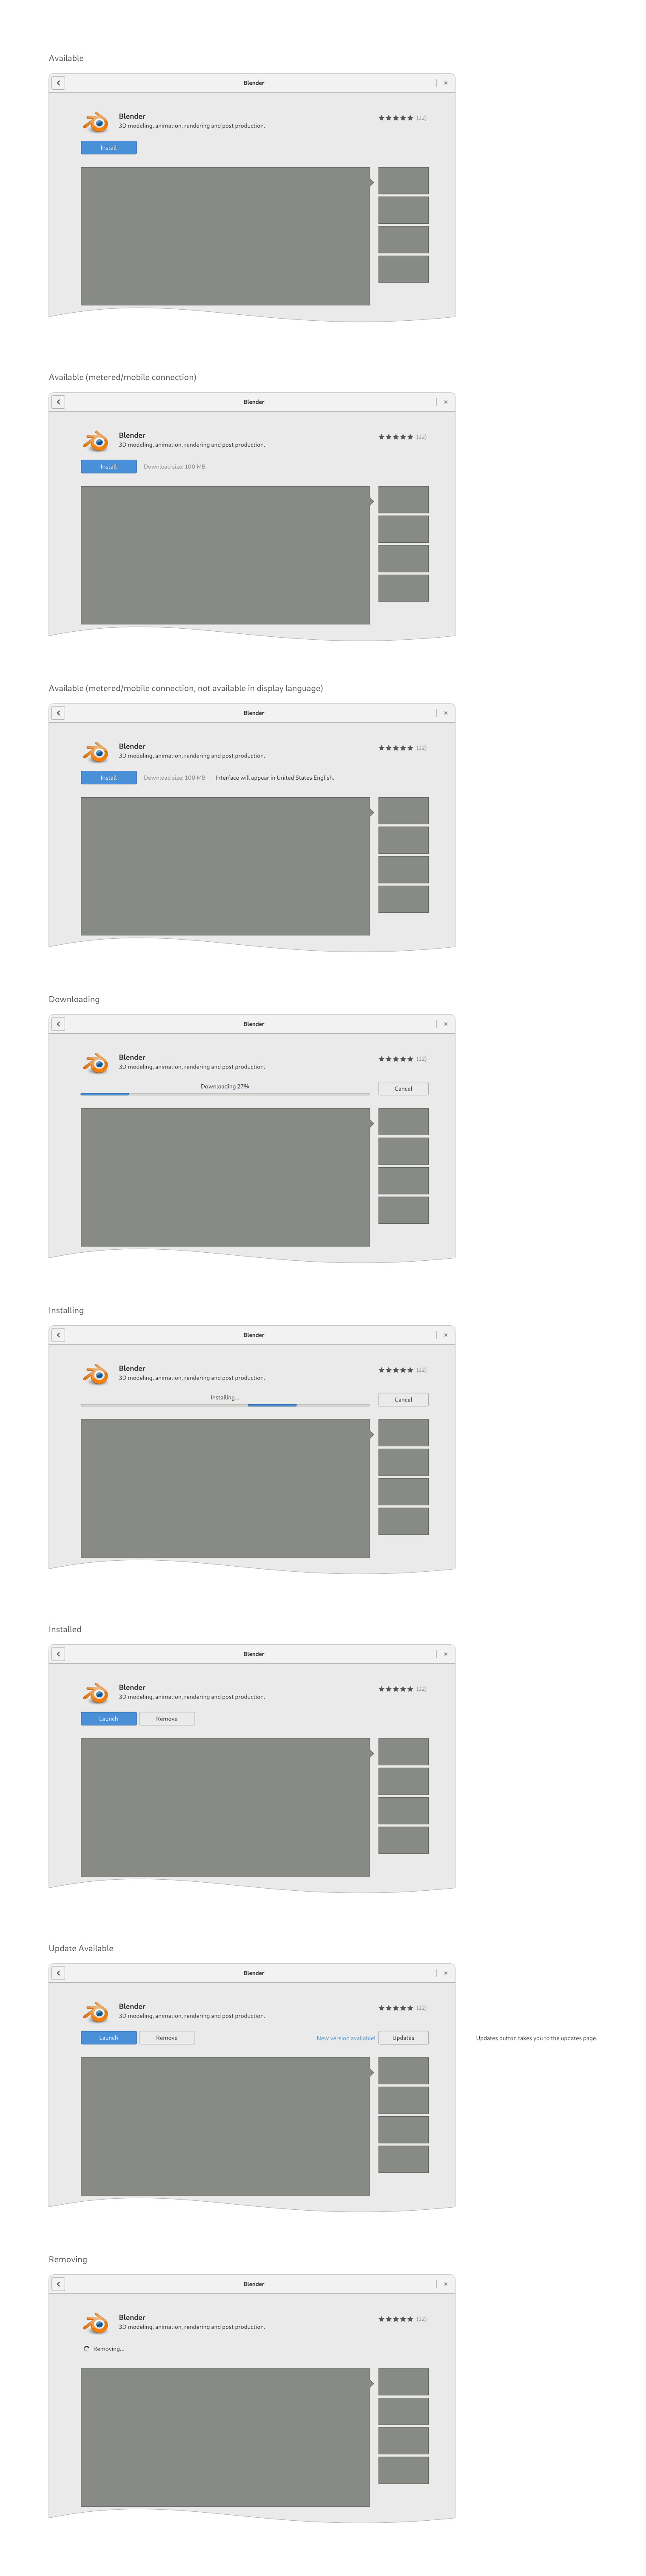 Available
Blender
Blender
3D modeling, animation, rendering and post production.
(22)
Install
Available (metered/mobile connection)
Blender
Blender
3D modeling, animation, rendering and post production.
(22)
Install
Download size: 100 MB
Available (metered/mobile connection, not available in display language)
Blender
Blender
3D modeling, animation, rendering and post production.
(22)
Install
Download size: 100 MB
Interface will appear in United States English.
Downloading
Blender
Blender
3D modeling, animation, rendering and post production.
(22)
Downloading 27%
Cancel
Installing
Blender
Blender
3D modeling, animation, rendering and post production.
(22)
Installing...
Cancel
Installed
Blender
Blender
3D modeling, animation, rendering and post production.
(22)
Launch
Remove
Update Available
Blender
Blender
3D modeling, animation, rendering and post production.
(22)
Launch
Remove
New version available!
Updates
Updates button takes you to the updates page.
Removing
Blender
Blender
3D modeling, animation, rendering and post production.
(22)
Removing...